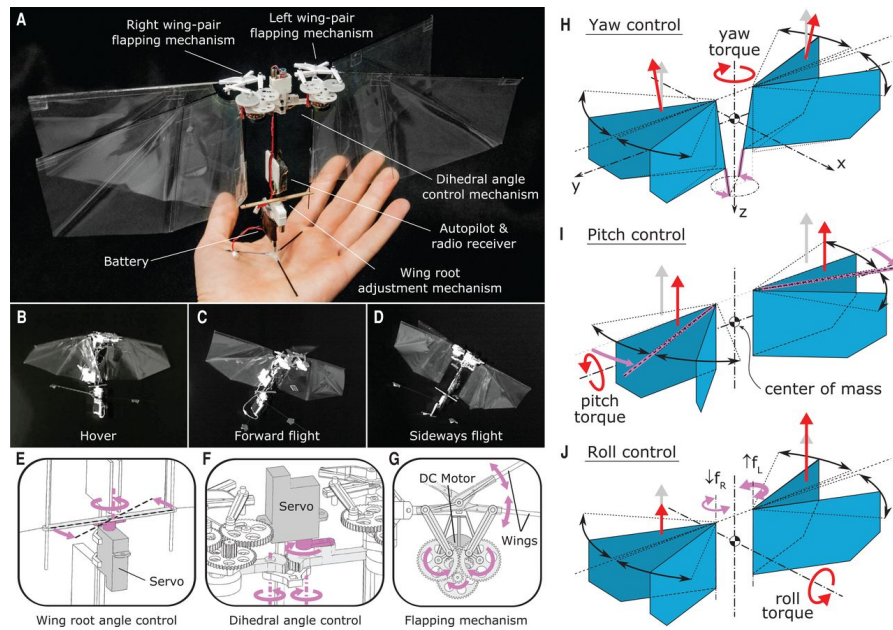 A
Right wing-pair
flapping mechanism
Left wing-pair
flapping mechanism
Dihedral angle
control mechanism
Autopilot &
radio receiver
Battery
Wing root
adjustment mechanism
B
Hover
C
Forward flight
D
Sideways flight
E
Servo
Wing root angle control
F
Servo
Dihedral angle control
G
DC Motor
Wings
Flapping mechanism
H Yaw control
yaw
torque
y
x
z
I Pitch control
pitch
torque
center of mass
J Roll control
↓fR
↑fL
roll
torque